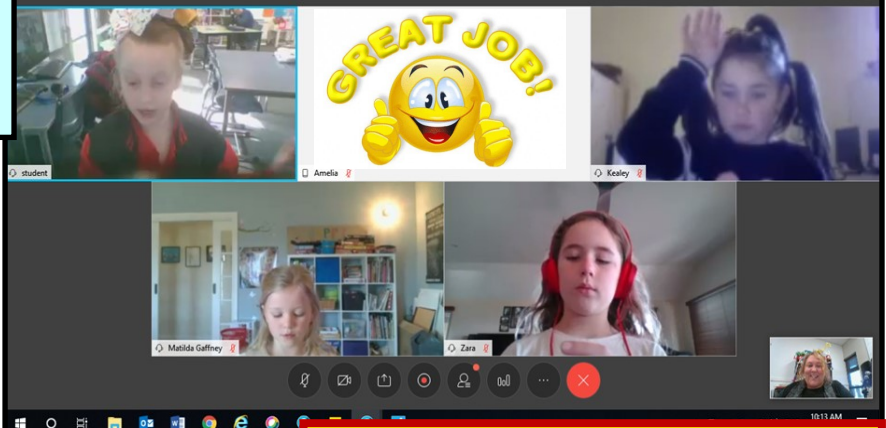 GREAT JOB!
student
Amelia
Kealey
Matilda Gaffney
Zara
10:13 AM